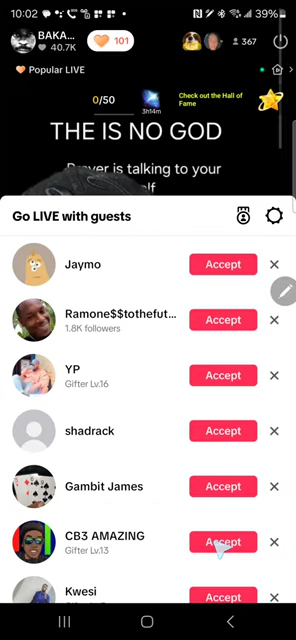 10:02
39%
BAKA...
40.7K
101
367
Popular LIVE
0/50
3h14m
Check out the Hall of
Fame
THE IS NO GOD
Prayer is talking to your
self
Go LIVE with guests
Jaymo
Accept
Ramone$$tothefut...
1.8K followers
Accept
YP
Gifter Lv.16
Accept
shadrack
Accept
Gambit James
Accept
CB3 AMAZING
Gifter Lv.13
Accept
Kwesi
Accept